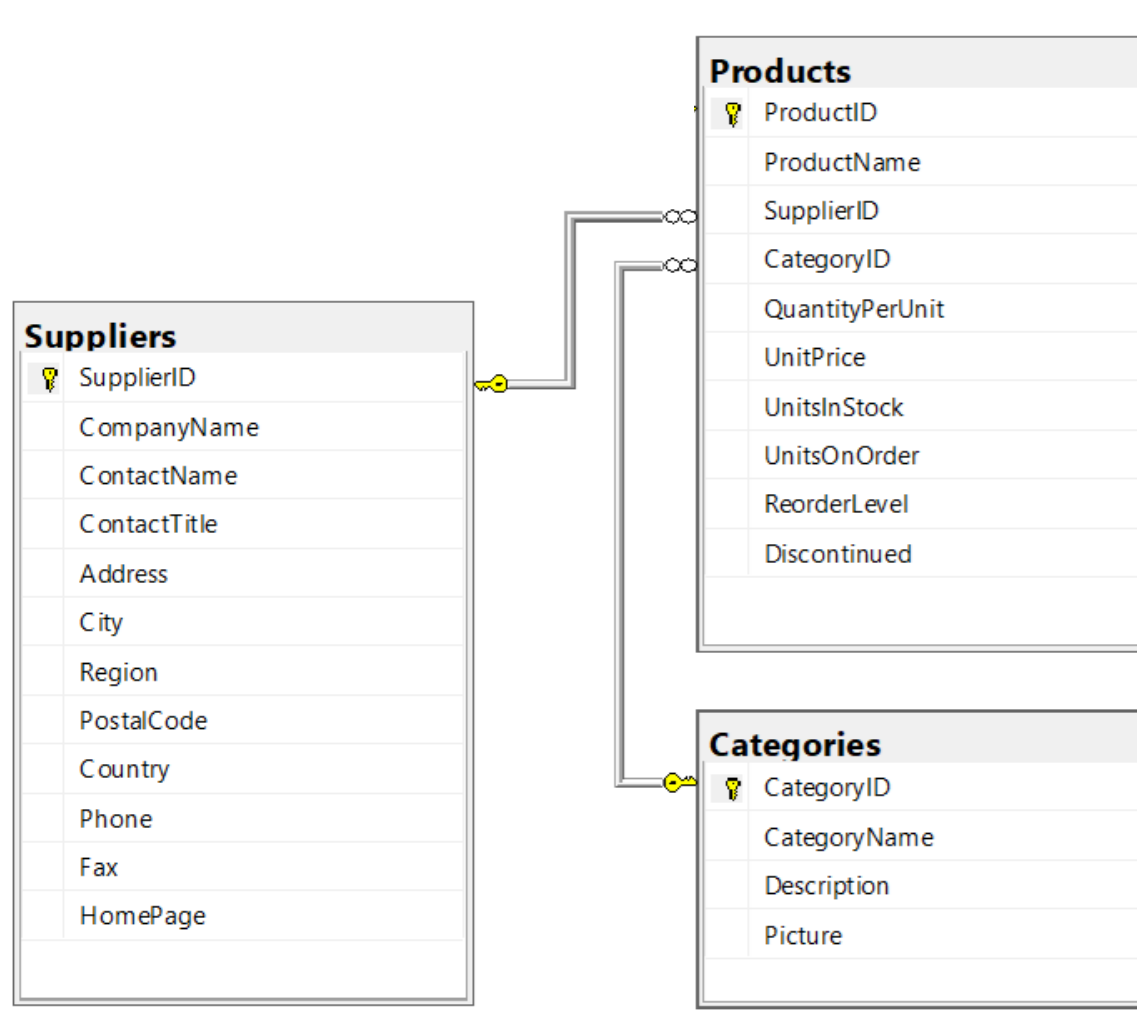 Products
ProductID
ProductName
SupplierID
CategoryID
QuantityPerUnit
UnitPrice
UnitsInStock
UnitsOnOrder
ReorderLevel
Discontinued
Suppliers
SupplierID
CompanyName
ContactName
ContactTitle
Address
City
Region
PostalCode
Country
Phone
Fax
HomePage
Categories
CategoryID
CategoryName
Description
Picture